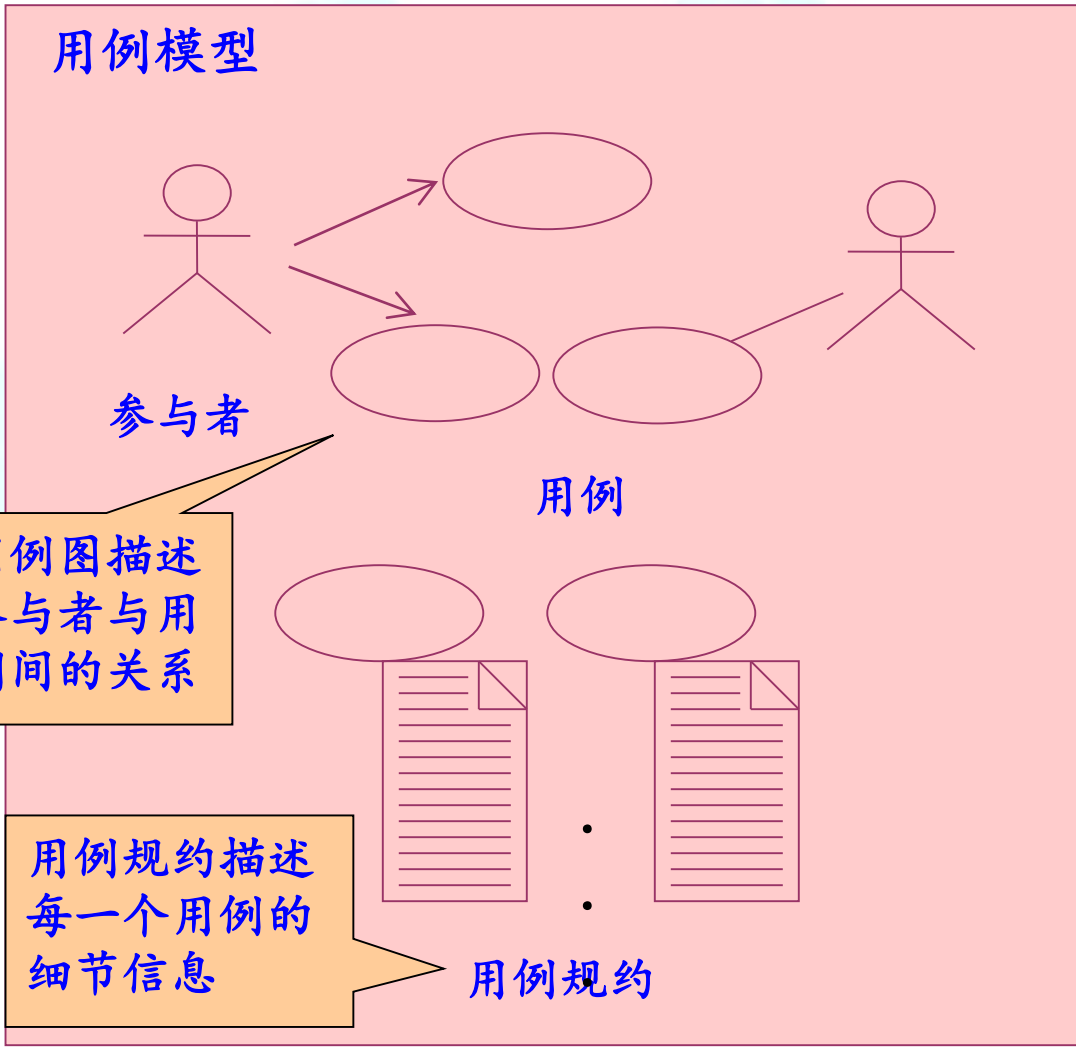 用例模型
参与者
用例
例图描述
与者与用
间的关系
用例规约描述
每一个用例的
细节信息
用例规约